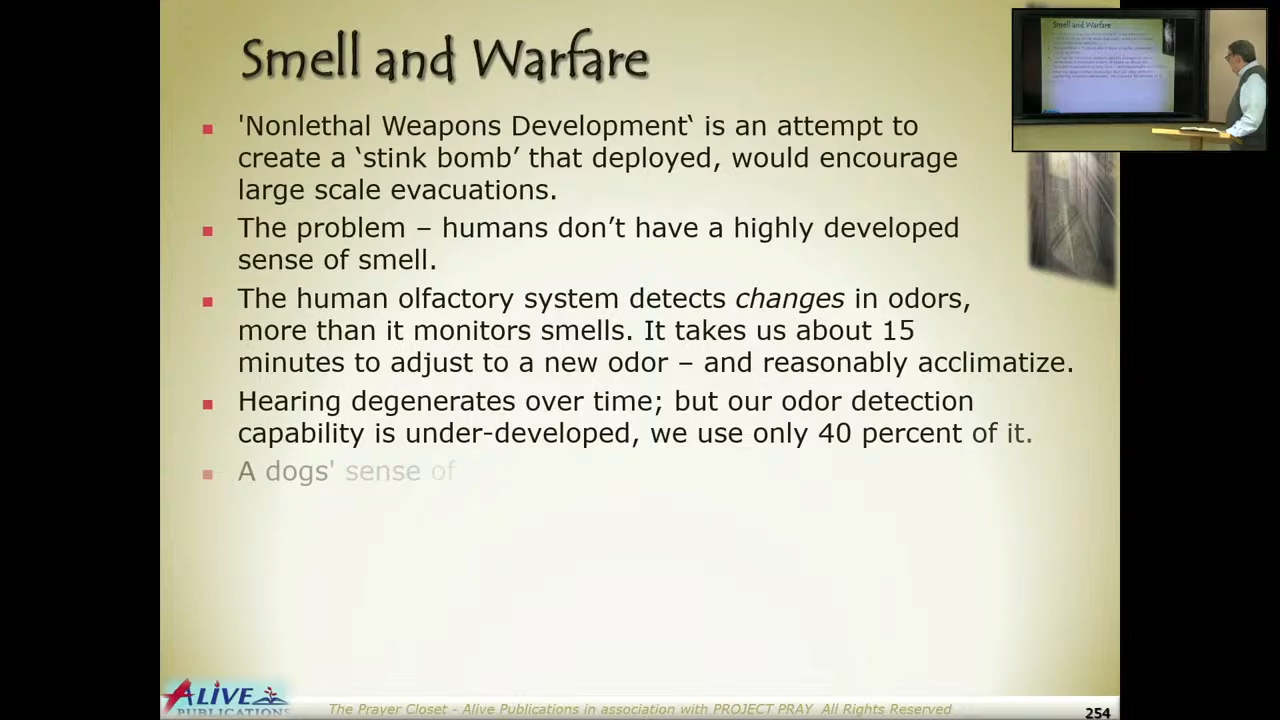 Smell and Warfare
'Nonlethal Weapons Development‘ is an attempt to
create a ‘stink bomb’ that deployed, would encourage
large scale evacuations.
The problem – humans don’t have a highly developed
sense of smell.
The human olfactory system detects changes in odors,
more than it monitors smells. It takes us about 15
minutes to adjust to a new odor – and reasonably acclimatize.
Hearing degenerates over time; but our odor detection
capability is under-developed, we use only 40 percent of it.
A dogs' sense of
ALIVE
PUBLICATIONS
The Prayer Closet - Alive Publications in association with PROJECT PRAY All Rights Reserved
254
Smell and Warfare